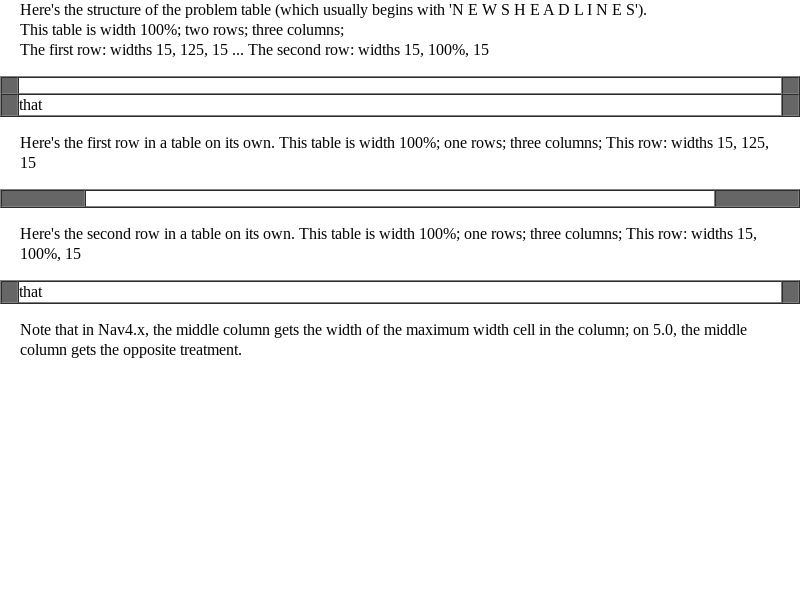 Here's the structure of the problem table (which usually begins with 'N E W S H E A D L I N E S').
This table is width 100%; two rows; three columns;
The first row: widths 15, 125, 15 ... The second row: widths 15, 100%, 15
that
Here's the first row in a table on its own. This table is width 100%; one rows; three columns; This row: widths 15, 125,
15
Here's the second row in a table on its own. This table is width 100%; one rows; three columns; This row: widths 15,
100%, 15
that
Note that in Nav4.x, the middle column gets the width of the maximum width cell in the column; on 5.0, the middle
column gets the opposite treatment.